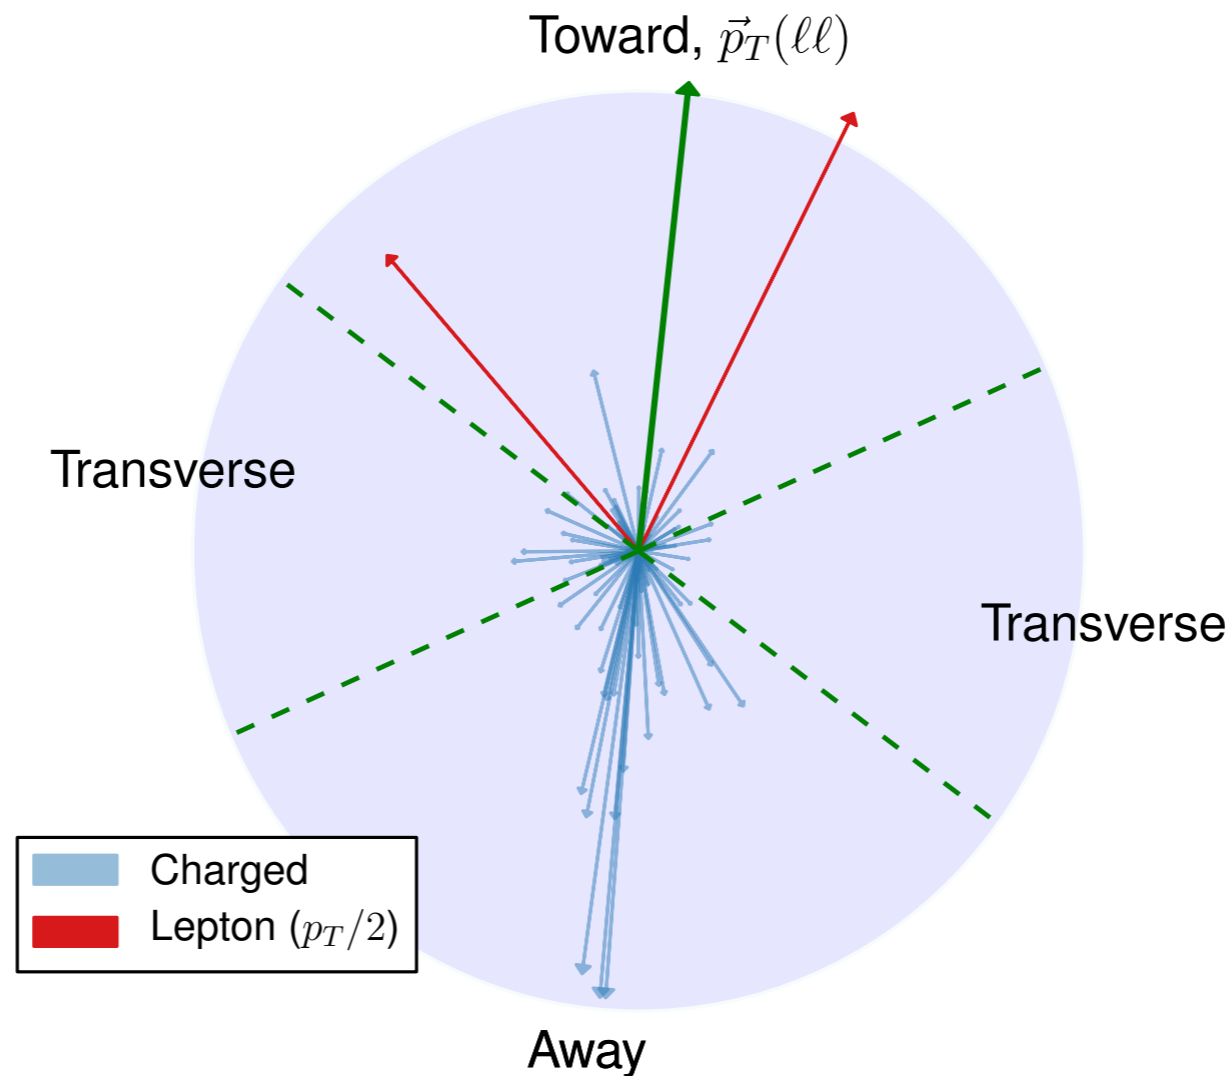 Toward, $\vec{p}_T(\ell\ell)$
Transverse
Transverse
Charged
Lepton ($p_T/2$)
Away